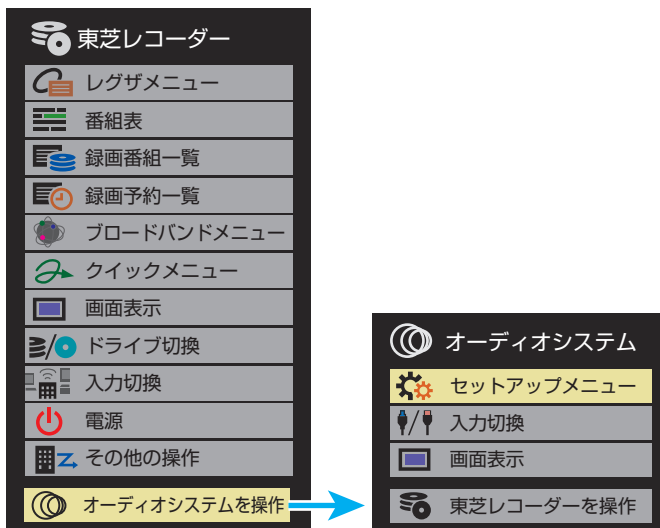 東芝レコーダー
レグザメニュー
番組表
録画番組一覧
録画予約一覧
ブロードバンドメニュー
クイックメニュー
画面表示
ドライブ切換
入力切換
電源
その他の操作
オーディオシステムを操作
オーディオシステム
セットアップメニュー
入力切換
画面表示
東芝レコーダーを操作